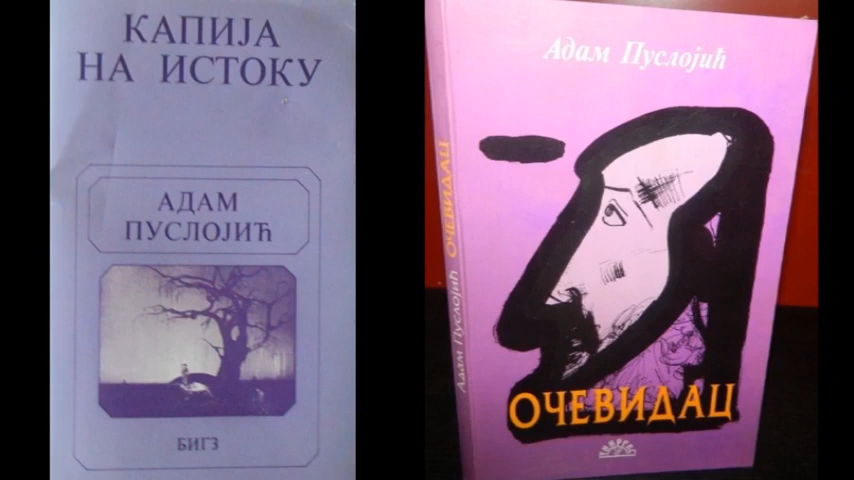 КАПИЈА
НА ИСТОКУ
АДАМ
ПУСЛОЈИЋ
БИГЗ
Адам Пуслојић
Адам Пуслојић ОЧЕВИДАЦ
ОЧЕВИДАЦ